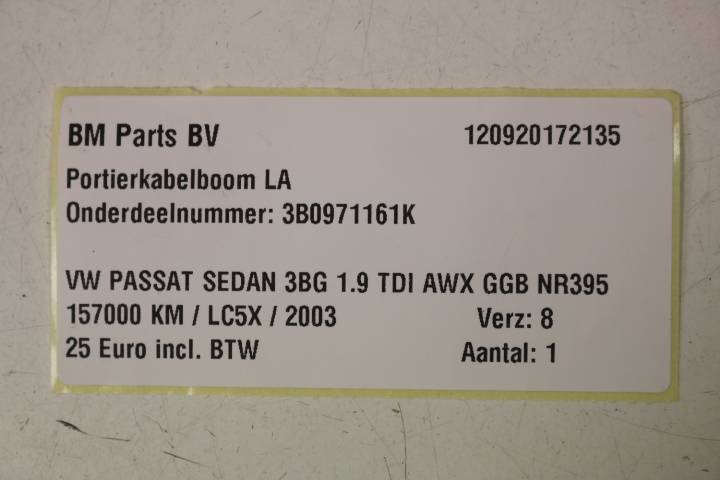 BM Parts BV 120920172135
Portierkabelboom LA
Onderdeelnummer: 3B0971161K
VW PASSAT SEDAN 3BG 1.9 TDI AWX GGB NR395
157000 KM / LC5X / 2003 Verz: 8
25 Euro incl. BTW Aantal: 1